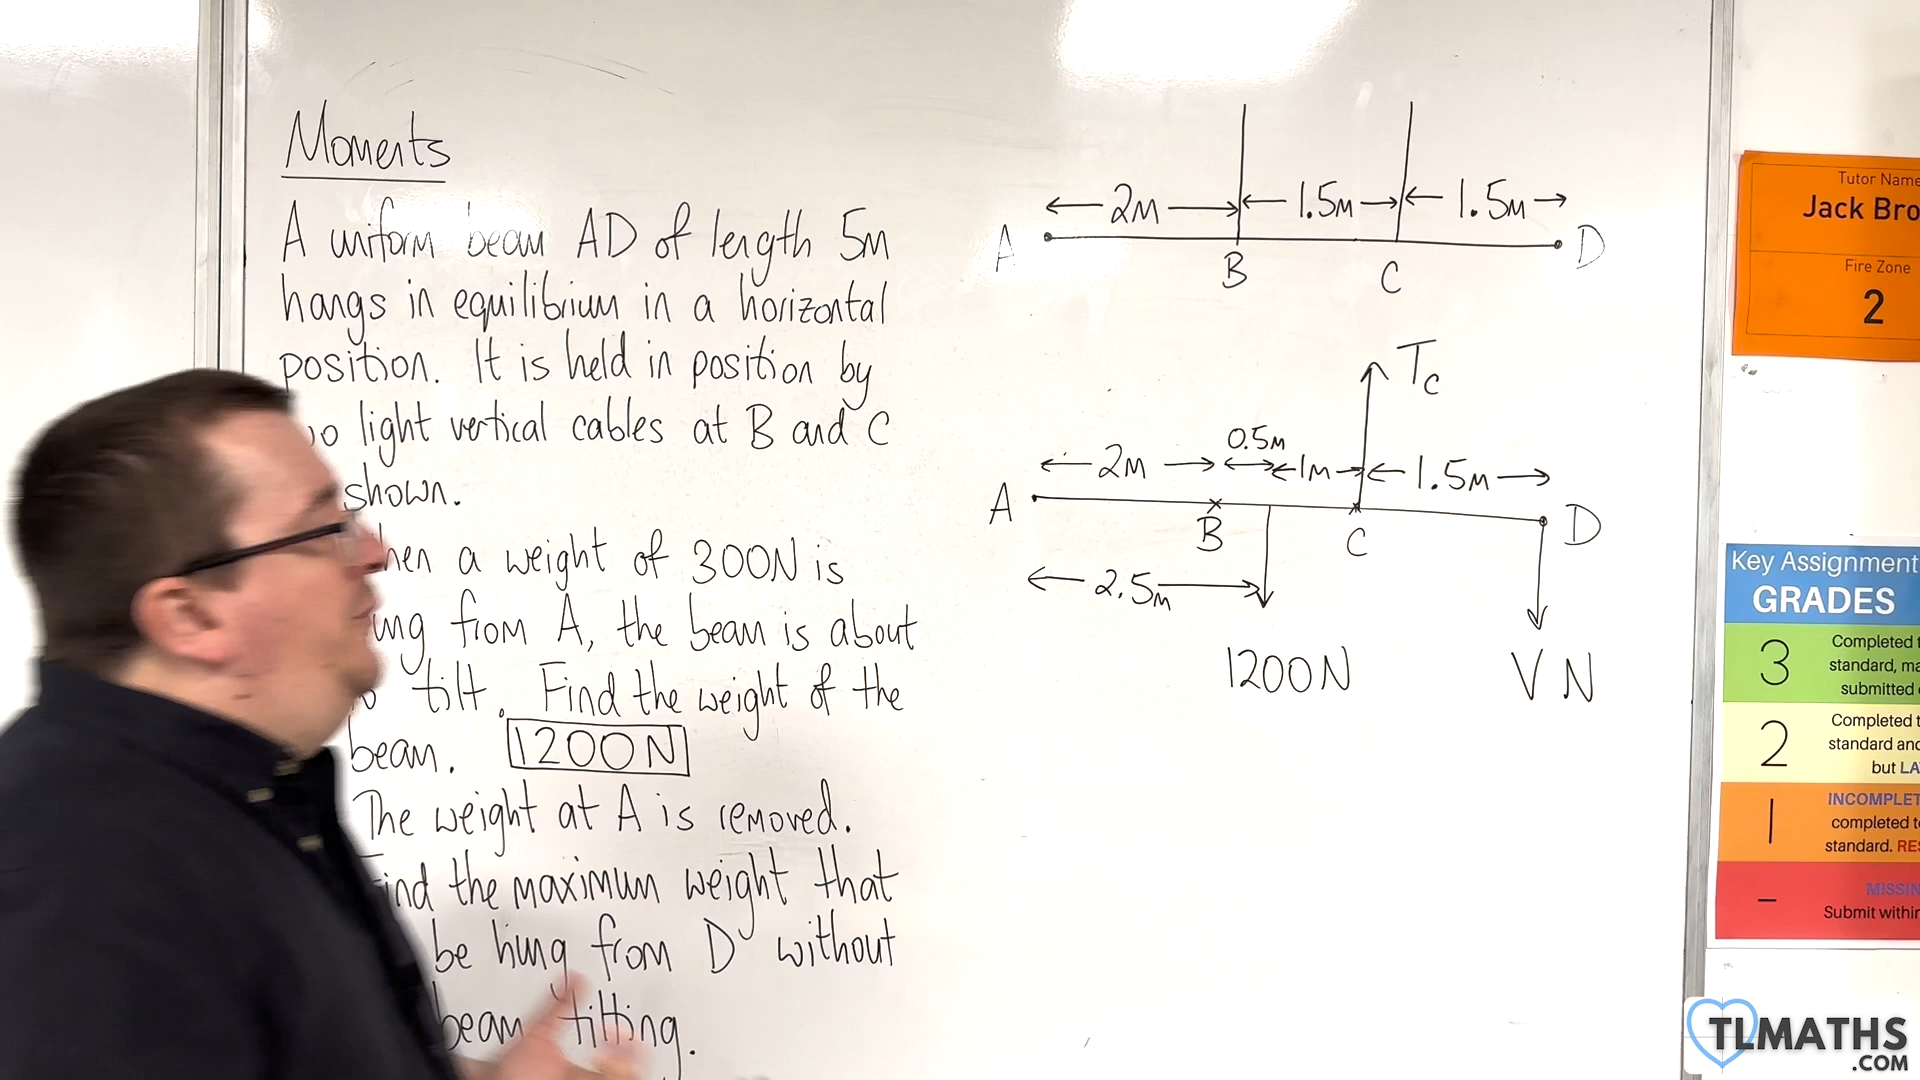 Moments
A uniform beam AD of length 5m
hangs in equilibrium in a horizontal
position. It is held in position by
light vertical cables at B and C
shown.
a weight of 300N is
from A, the beam is about
tilt. Find the weight of the
beam. 1200N
The weight at A is removed.
the maximum weight that
be hung from D without
beam tilting.
2m 1.5m 1.5m
A B C D
Tc
0.5m
2m 1m 1.5m
A B C D
2.5m
1200N V N
Tutor Name
Jack Bro
Fire Zone
2
Key Assignment
GRADES
3 Completed
standard, ma
submitted
2 Completed
standard and
but LA
1 INCOMPLET
completed
standard. RE
- MISSIN
Submit within
TLMATHS
.COM